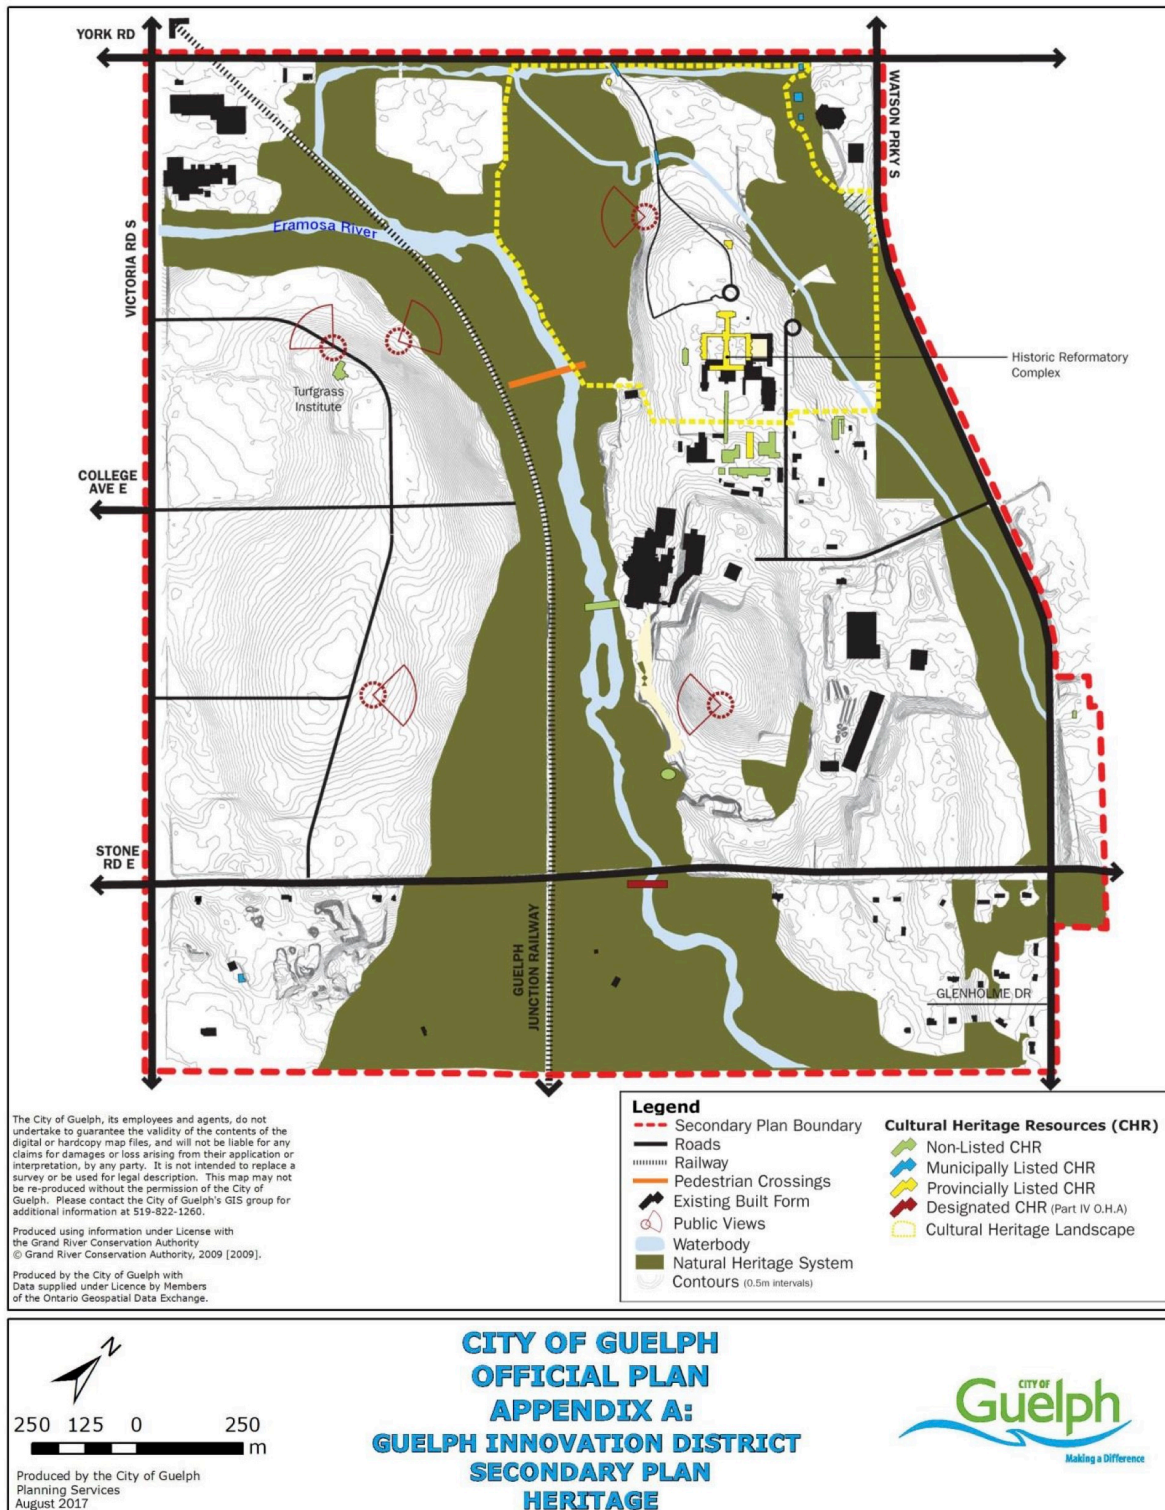 YORK RD
WATSON PRKY S
VICTORIA RD S
Eramosa River
Historic Reformatory
Complex
Turfgrass
Institute
COLLEGE
AVE E
STONE
RD E
GUELPH
JUNCTION RAILWAY
GLENHOLME DR
The City of Guelph, its employees and agents, do not
undertake to guarantee the validity of the contents of the
digital or hardcopy map files, and will not be liable for any
claims for damages or loss arising from their application or
interpretation, by any party. It is not intended to replace a
survey or be used for legal description. This map may not
be re-produced without the permission of the City of
Guelph. Please contact the City of Guelph's GIS group for
additional information at 519-822-1260.
Produced using information under License with
the Grand River Conservation Authority
© Grand River Conservation Authority, 2009 [2009].
Produced by the City of Guelph with
Data supplied under Licence by Members
of the Ontario Geospatial Data Exchange.
Legend
Secondary Plan Boundary
Roads
Railway
Pedestrian Crossings
Existing Built Form
Public Views
Waterbody
Natural Heritage System
Contours (0.5m intervals)
Cultural Heritage Resources (CHR)
Non-Listed CHR
Municipally Listed CHR
Provincially Listed CHR
Designated CHR (Part IV O.H.A)
Cultural Heritage Landscape
N
250 125 0 250
m
Produced by the City of Guelph
Planning Services
August 2017
CITY OF GUELPH
OFFICIAL PLAN
APPENDIX A:
GUELPH INNOVATION DISTRICT
SECONDARY PLAN
HERITAGE
CITY OF
Guelph
Making a Difference